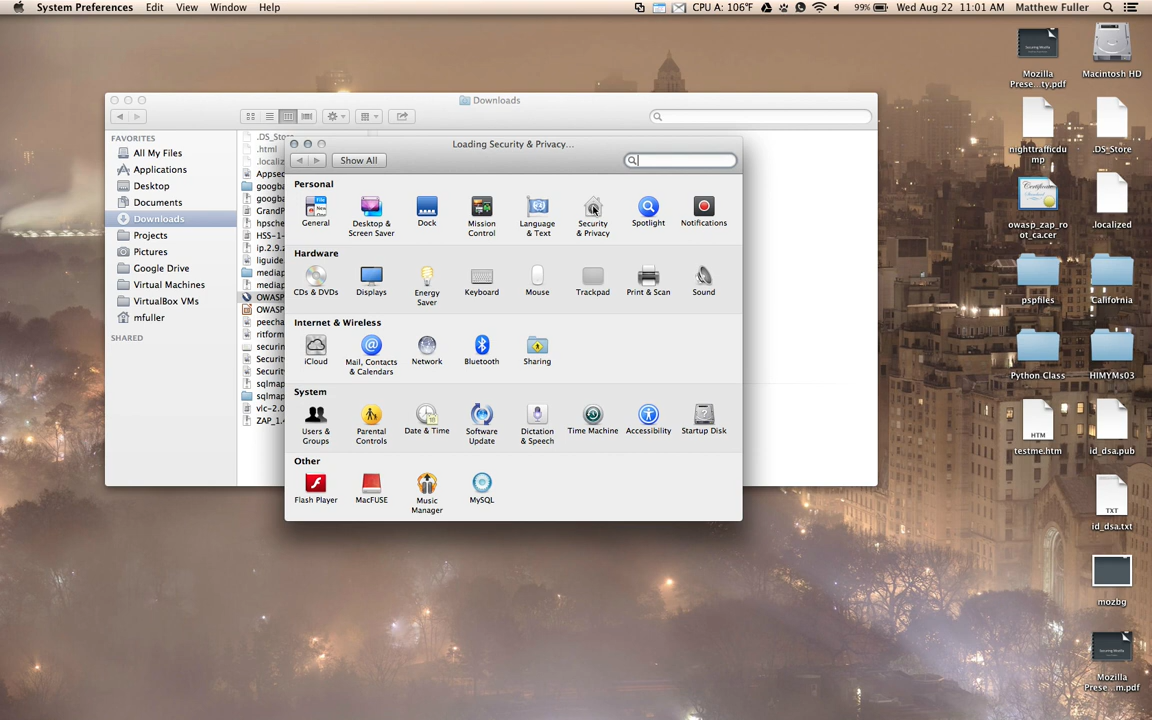 System Preferences Edit View Window Help
CPU A: 106°F 99% Wed Aug 22 11:01 AM Matthew Fuller
Downloads
FAVORITES
All My Files
Applications
Desktop
Documents
Downloads
Projects
Pictures
Google Drive
Virtual Machines
VirtualBox VMs
mfuller
SHARED
.DS_Store
.html
.localized
Appsec
googba
googba
GrandP
hpsche
HSS-1-
ip.2.9.z
liguide
mediap
mediap
OWASP
OWASP
peecha
ritform
securin
Securit
Securit
sqlmap
sqlmap
vlc-2.0
ZAP_1.4
Loading Security & Privacy...
Show All
Personal
General
Desktop &
Screen Saver
Dock
Mission
Control
Language
& Text
Security
& Privacy
Spotlight
Notifications
Hardware
CDs & DVDs
Displays
Energy
Saver
Keyboard
Mouse
Trackpad
Print & Scan
Sound
Internet & Wireless
iCloud
Mail, Contacts
& Calendars
Network
Bluetooth
Sharing
System
Users &
Groups
Parental
Controls
Date & Time
Software
Update
Dictation
& Speech
Time Machine
Accessibility
Startup Disk
Other
Flash Player
MacFUSE
Music
Manager
MySQL
Mozilla
Prese...ty.pdf
Macintosh HD
nighttrafficdu
mp
.DS_Store
owasp_zap_ro
ot_ca.cer
.localized
pspfiles
California
Python Class
HIMYMs03
HTM
testme.htm
id_dsa.pub
TXT
id_dsa.txt
mozbg
Mozilla
Prese...m.pdf